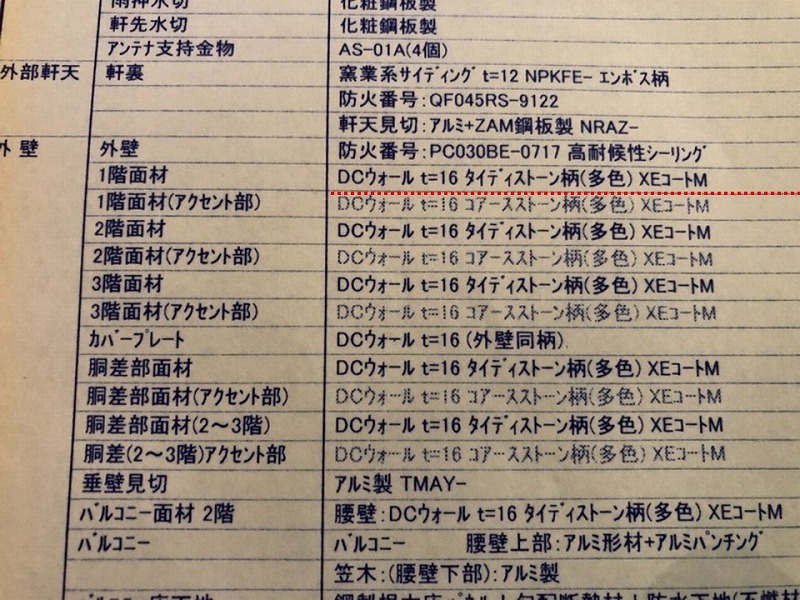 雨押水切 化粧鋼板製
軒先水切 化粧鋼板製
アンテナ支持金物 AS-01A(4個)
外部軒天 軒裏 窯業系サイディング t=12 NPKFE- エンボス柄
防火番号:QF045RS-9122
軒天見切:アルミ+ZAM鋼板製 NRAZ-
外 壁 外壁 防火番号:PC030BE-0717 高耐候性シーリング
1階面材 DCウォール t=16 タイディストーン柄(多色) XEコートM
1階面材(アクセント部) DCウォール t=16 コアースストーン柄(多色) XEコートM
2階面材 DCウォール t=16 タイディストーン柄(多色) XEコートM
2階面材(アクセント部) DCウォール t=16 コアースストーン柄(多色) XEコートM
3階面材 DCウォール t=16 タイディストーン柄(多色) XEコートM
3階面材(アクセント部) DCウォール t=16 コアースストーン柄(多色) XEコートM
カバープレート DCウォール t=16 (外壁同柄)
胴差部面材 DCウォール t=16 タイディストーン柄(多色) XEコートM
胴差部面材(アクセント部) DCウォール t=16 コアースストーン柄(多色) XEコートM
胴差部面材(2〜3階) DCウォール t=16 タイディストーン柄(多色) XEコートM
胴差(2〜3階)アクセント部 DCウォール t=16 コアースストーン柄(多色) XEコートM
垂壁見切 アルミ製 TMAY-
バルコニー面材 2階 腰壁:DCウォール t=16 タイディストーン柄(多色) XEコートM
バルコニー バルコニー 腰壁上部:アルミ形材+アルミパンチング
笠木:(腰壁下部):アルミ製